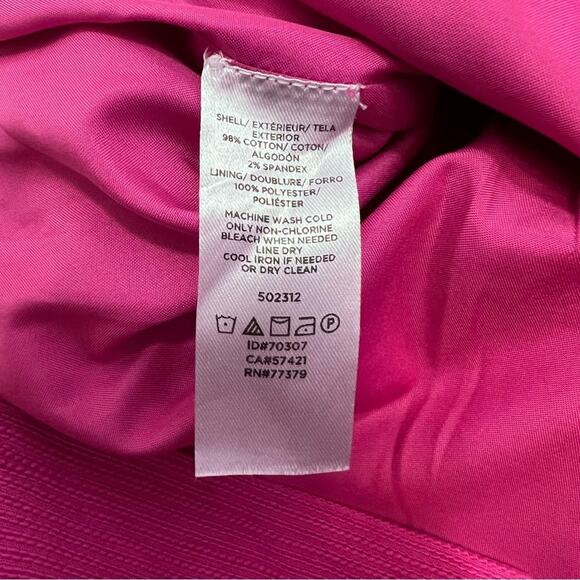 SHELL/ EXTÉRIEUR/ TELA
EXTERIOR
98% COTTON/ COTON/
ALGODÓN
2% SPANDEX
LINING/ DOUBLURE/ FORRO
100% POLYESTER/
POLIÉSTER
MACHINE WASH COLD
ONLY NON-CHLORINE
BLEACH WHEN NEEDED
LINE DRY
COOL IRON IF NEEDED
OR DRY CLEAN
502312
P
ID#70307
CA#57421
RN#77379